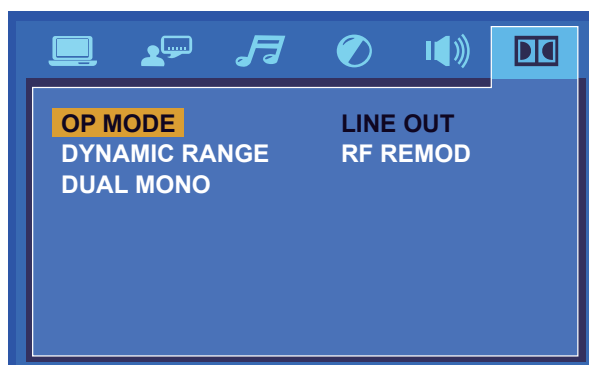 OP MODE LINE OUT
DYNAMIC RANGE RF REMOD
DUAL MONO